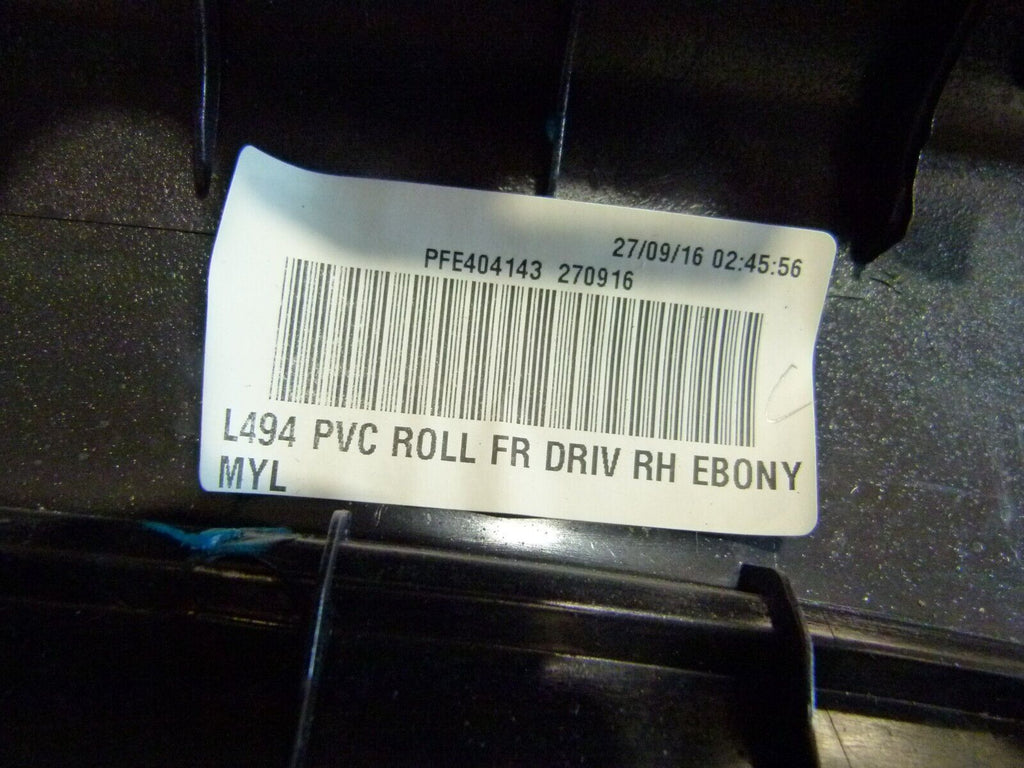 27/09/16 02:45:56
PFE404143 270916
L494 PVC ROLL FR DRIV RH EBONY
MYL